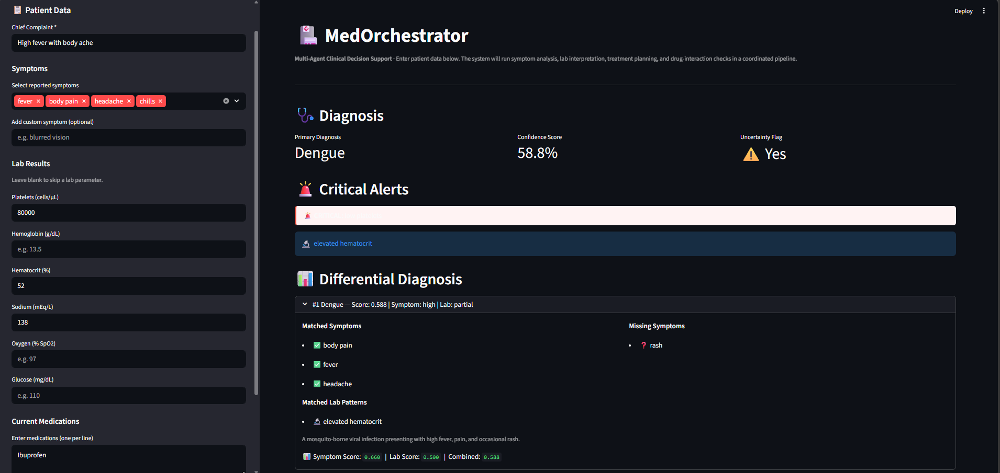 Patient Data
Chief Complaint *
High fever with body ache
Symptoms
Select reported symptoms
fever × body pain × headache × chills ×
Add custom symptom (optional)
e.g. blurred vision
Lab Results
Leave blank to skip a lab parameter.
Platelets (cells/µL)
80000
Hemoglobin (g/dL)
e.g. 13.5
Hematocrit (%)
52
Sodium (mEq/L)
138
Oxygen (% SpO2)
e.g. 97
Glucose (mg/dL)
e.g. 110
Current Medications
Enter medications (one per line)
Ibuprofen
Deploy
MedOrchestrator
Multi-Agent Clinical Decision Support · Enter patient data below. The system will run symptom analysis, lab interpretation, treatment planning, and drug-interaction checks in a coordinated pipeline.
Diagnosis
Primary Diagnosis
Dengue
Confidence Score
58.8%
Uncertainty Flag
Yes
Critical Alerts
elevated hematocrit
Differential Diagnosis
#1 Dengue — Score: 0.588 | Symptom: high | Lab: partial
Matched Symptoms
body pain
fever
headache
Missing Symptoms
rash
Matched Lab Patterns
elevated hematocrit
A mosquito-borne viral infection presenting with high fever, pain, and occasional rash.
Symptom Score: 0.660 | Lab Score: 0.500 | Combined: 0.588